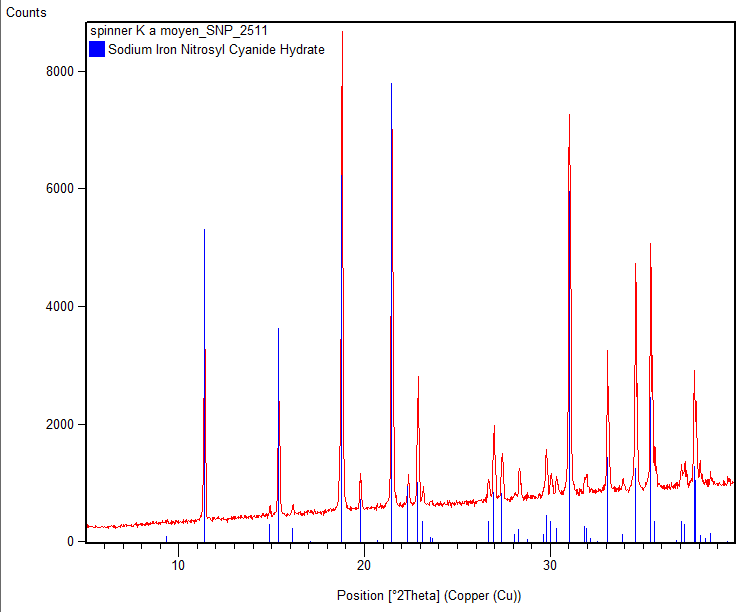 Counts
spinner K a moyen_SNP_2511
Sodium Iron Nitrosyl Cyanide Hydrate
8000
6000
4000
2000
0
10 20 30
Position [°2Theta] (Copper (Cu))